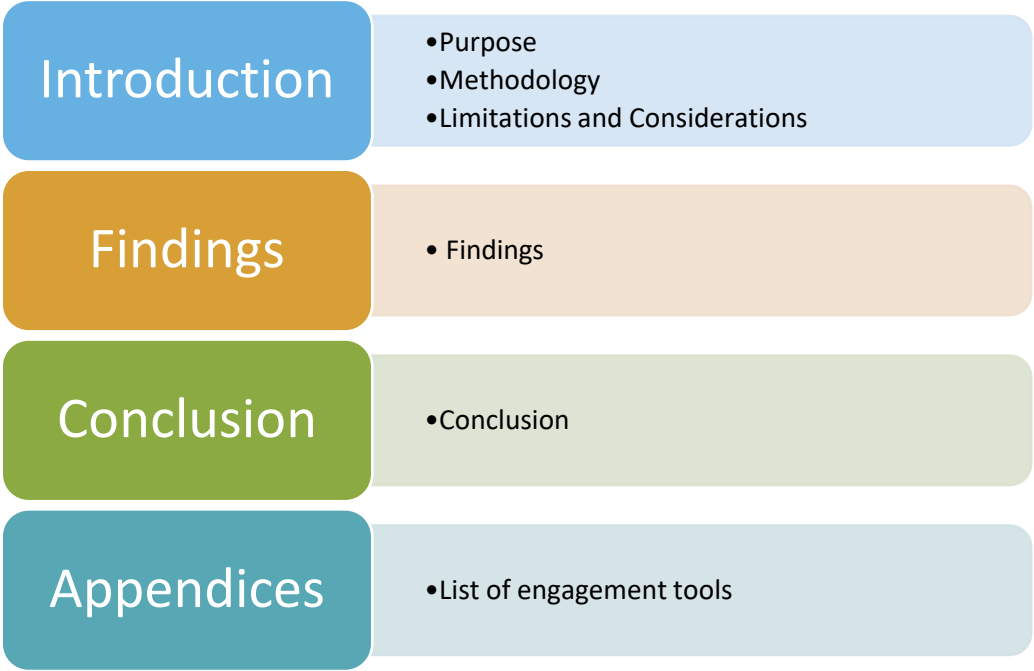 Introduction
•Purpose
•Methodology
•Limitations and Considerations
Findings
• Findings
Conclusion
•Conclusion
Appendices
•List of engagement tools